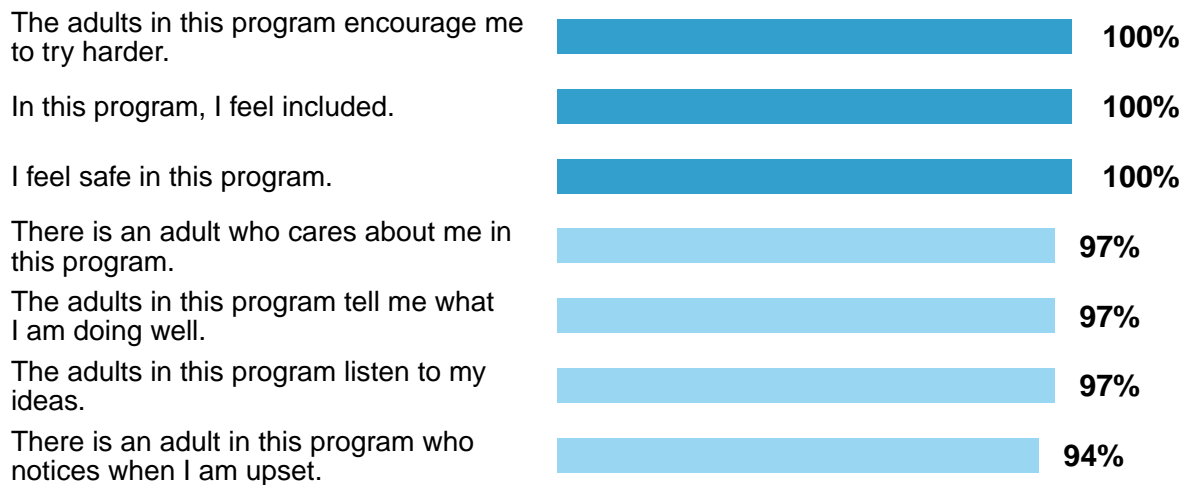 The adults in this program encourage me
to try harder.
100%
In this program, I feel included.
100%
I feel safe in this program.
100%
There is an adult who cares about me in
this program.
97%
The adults in this program tell me what
I am doing well.
97%
The adults in this program listen to my
ideas.
97%
There is an adult in this program who
notices when I am upset.
94%